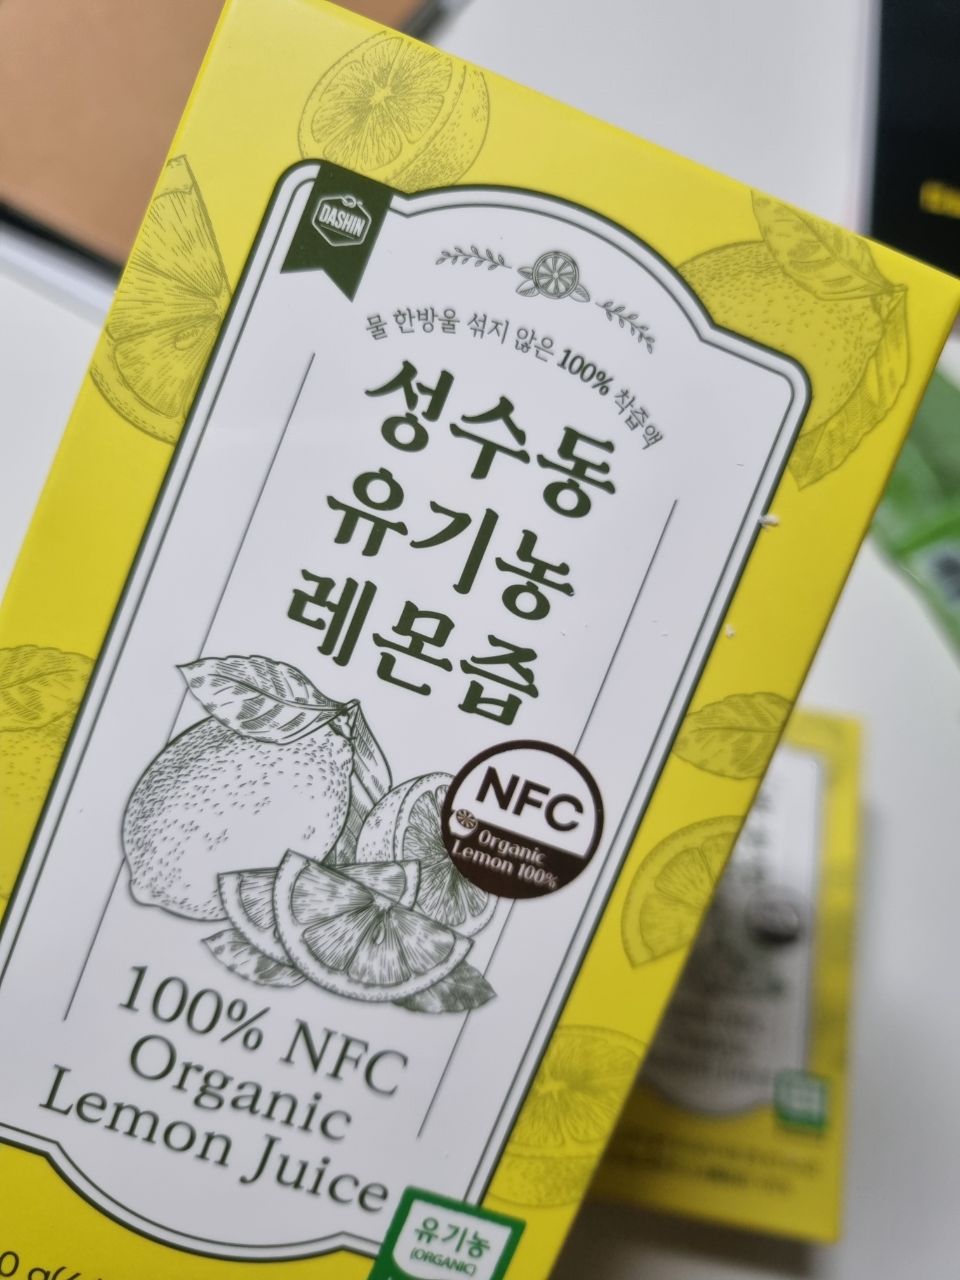 DASHIN
물 한방울 섞지 않은 100% 착즙액
성수동
유기농
레몬즙
NFC
Organic
Lemon 100%
100% NFC
Organic
Lemon Juice
유기농
(ORGANIC)